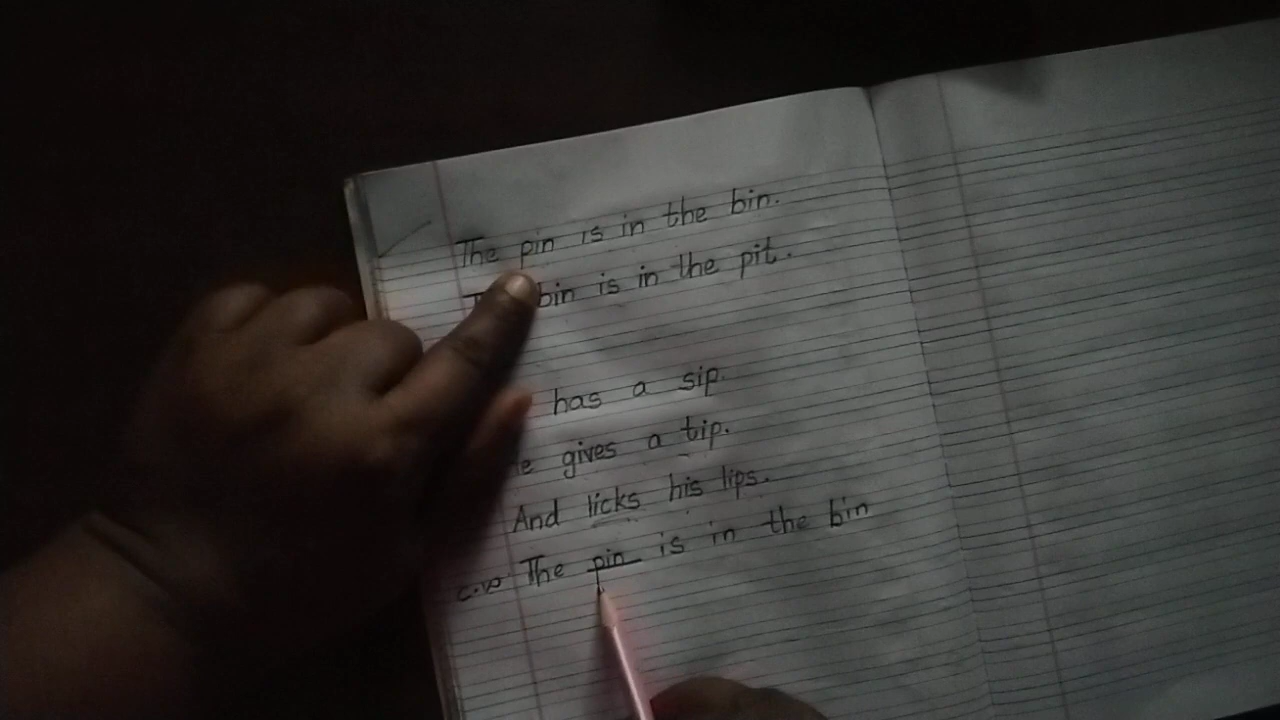 The pin is in the bin.
bin is in the pit.
has a sip.
gives a tip.
And licks his lips.
c.w The pin is in the bin